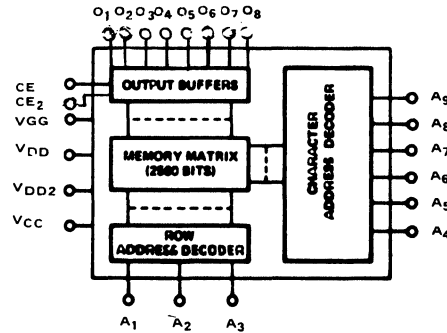 O1 O2 O3 O4 O5 O6 O7 O8
OUTPUT BUFFERS
CE
CE2
VGG
VDD
VDD2
VCC
MEMORY MATRIX
(2560 BITS)
ROW
ADDRESS DECODER
CHARACTER
ADDRESS DECODER
A9
A8
A7
A6
A5
A4
A1 A2 A3